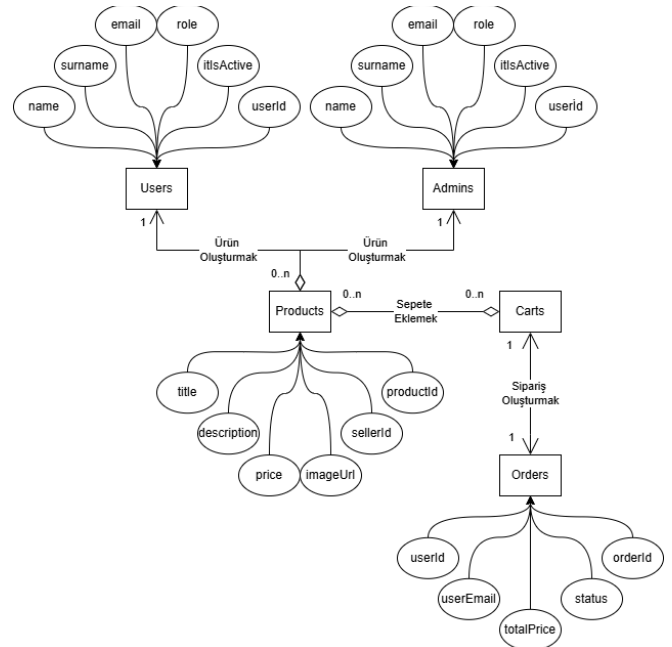 email
role
email
role
surname
itIsActive
surname
itIsActive
name
userId
name
userId
Users
Admins
1
Ürün
Oluşturmak
Ürün
Oluşturmak
1
0..n
Products
0..n
Sepete
Eklemek
0..n
Carts
1
title
productId
description
sellerId
price
imageUrl
Sipariş
Oluşturmak
1
Orders
userId
orderId
userEmail
status
totalPrice